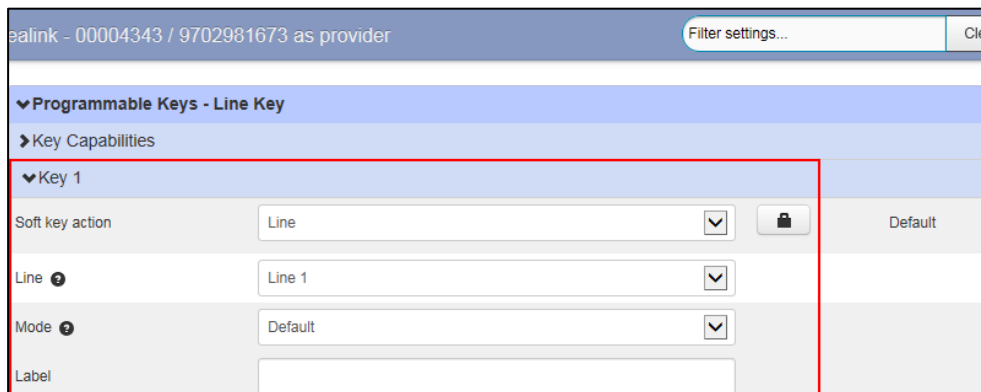 ealink - 00004343 / 9702981673 as provider
Filter settings...
Cle
Programmable Keys - Line Key
Key Capabilities
Key 1
Soft key action
Line
Default
Line
Line 1
Mode
Default
Label